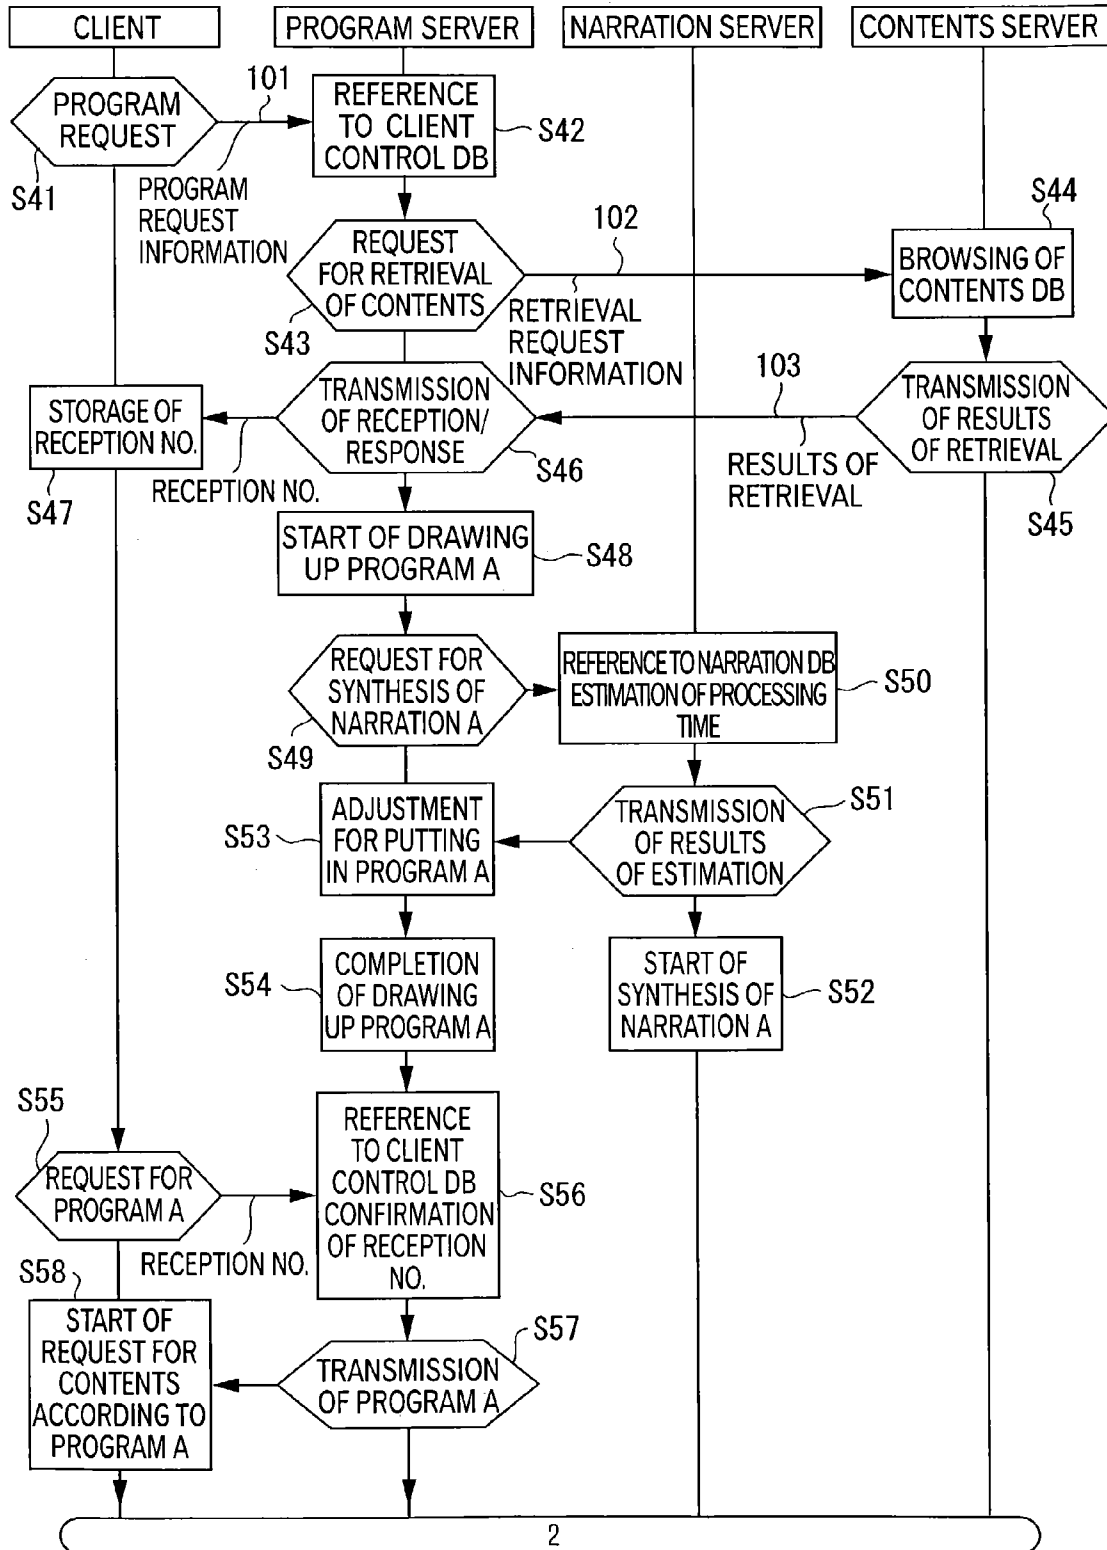 CLIENT
PROGRAM SERVER
NARRATION SERVER
CONTENTS SERVER
PROGRAM
REQUEST
S41
101
PROGRAM
REQUEST
INFORMATION
REFERENCE
TO CLIENT
CONTROL DB
S42
REQUEST
FOR RETRIEVAL
OF CONTENTS
S43
102
RETRIEVAL
REQUEST
INFORMATION
S44
BROWSING OF
CONTENTS DB
TRANSMISSION
OF RESULTS
OF RETRIEVAL
S45
103
RESULTS OF
RETRIEVAL
TRANSMISSION
OF RECEPTION/
RESPONSE
S46
RECEPTION NO.
STORAGE OF
RECEPTION NO.
S47
START OF DRAWING
UP PROGRAM A
S48
REQUEST FOR
SYNTHESIS OF
NARRATION A
S49
REFERENCE TO NARRATION DB
ESTIMATION OF PROCESSING
TIME
S50
TRANSMISSION
OF RESULTS
OF ESTIMATION
S51
S53
ADJUSTMENT
FOR PUTTING
IN PROGRAM A
START OF
SYNTHESIS OF
NARRATION A
S52
S54
COMPLETION
OF DRAWING
UP PROGRAM A
S55
REQUEST FOR
PROGRAM A
RECEPTION NO.
REFERENCE
TO CLIENT
CONTROL DB
CONFIRMATION
OF RECEPTION
NO.
S56
S57
TRANSMISSION
OF PROGRAM A
S58
START OF
REQUEST FOR
CONTENTS
ACCORDING TO
PROGRAM A
2